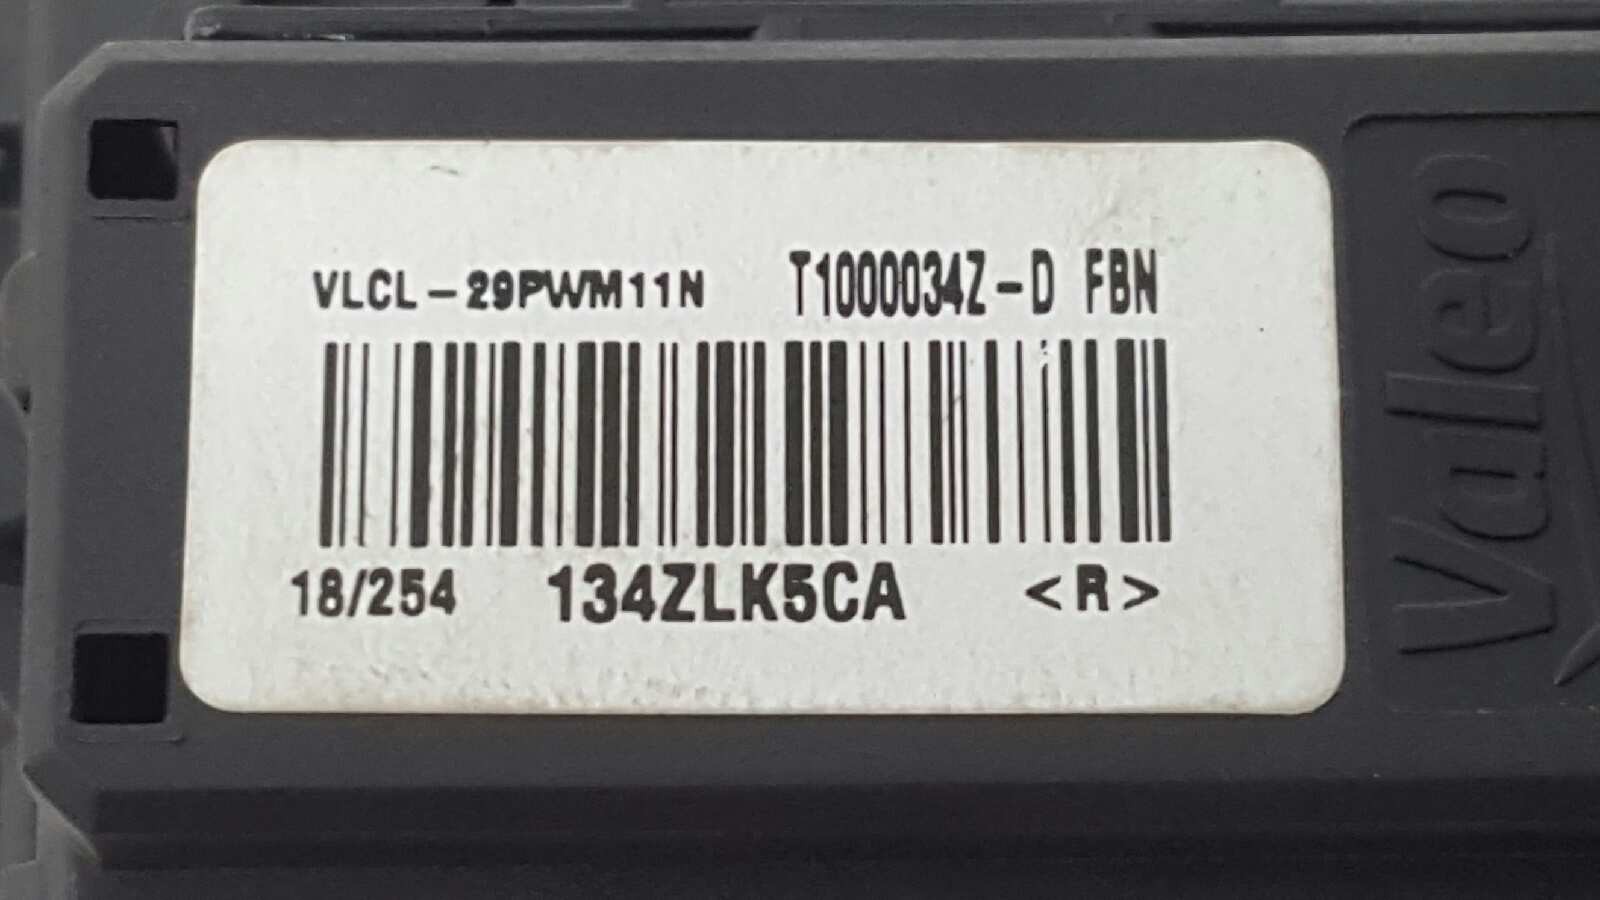 VLCL-29PWM11N T1000034Z-D FBN
18/254 134ZLK5CA <R>
Valeo